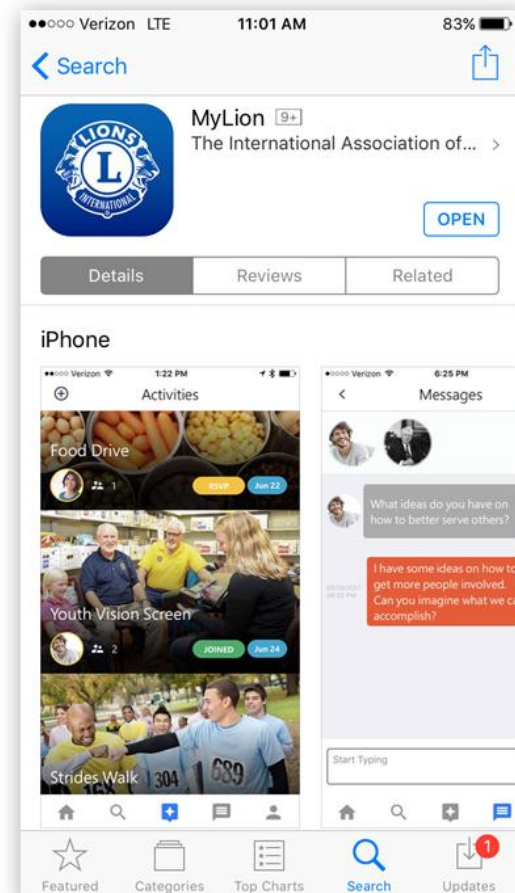 Verizon LTE 11:01 AM 83%
Search
LIONS
L
INTERNATIONAL
MyLion 9+
The International Association of... >
OPEN
Details Reviews Related
iPhone
Verizon 1:22 PM
Activities
Food Drive
1 RSVP Jun 22
Youth Vision Screen
2 JOINED Jun 24
Strides Walk
304 689
Verizon 6:25 PM
< Messages
What ideas do you have on
how to better serve others?
I have some ideas on how to
get more people involved.
Can you imagine what we ca
accomplish?
Start Typing
Featured Categories Top Charts Search Updates
1